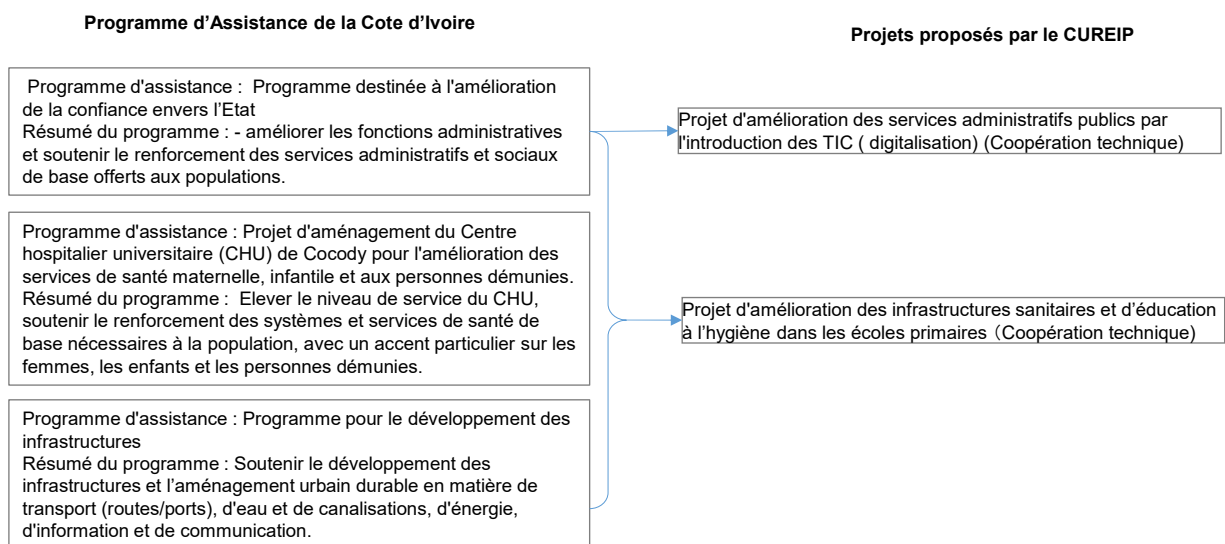 Programme d’Assistance de la Cote d’Ivoire
Projets proposés par le CUREIP
Programme d'assistance : Programme destinée à l'amélioration
de la confiance envers l’Etat
Résumé du programme : - améliorer les fonctions administratives
et soutenir le renforcement des services administratifs et sociaux
de base offerts aux populations.
Programme d'assistance : Projet d'aménagement du Centre
hospitalier universitaire (CHU) de Cocody pour l'amélioration des
services de santé maternelle, infantile et aux personnes démunies.
Résumé du programme : Elever le niveau de service du CHU,
soutenir le renforcement des systèmes et services de santé de
base nécessaires à la population, avec un accent particulier sur les
femmes, les enfants et les personnes démunies.
Programme d'assistance : Programme pour le développement des
infrastructures
Résumé du programme : Soutenir le développement des
infrastructures et l’aménagement urbain durable en matière de
transport (routes/ports), d'eau et de canalisations, d'énergie,
d'information et de communication.
Projet d'amélioration des services administratifs publics par
l'introduction des TIC ( digitalisation) (Coopération technique)
Projet d'amélioration des infrastructures sanitaires et d’éducation
à l’hygiène dans les écoles primaires（Coopération technique)